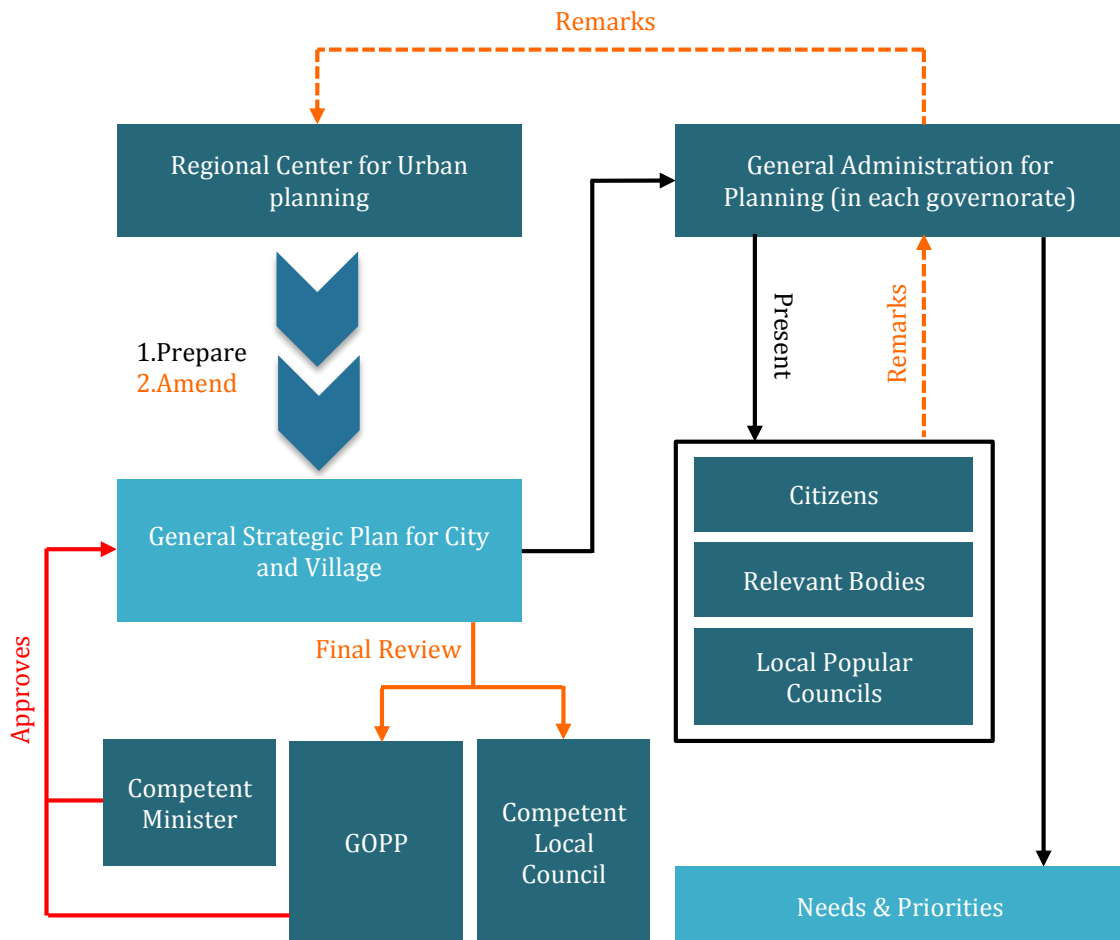 Remarks
Regional Center for Urban
planning
General Administration for
Planning (in each governorate)
Present
Remarks
1.Prepare
2.Amend
Citizens
General Strategic Plan for City
and Village
Relevant Bodies
Final Review
Local Popular
Councils
Approves
Competent
Minister
GOPP
Competent
Local
Council
Needs & Priorities